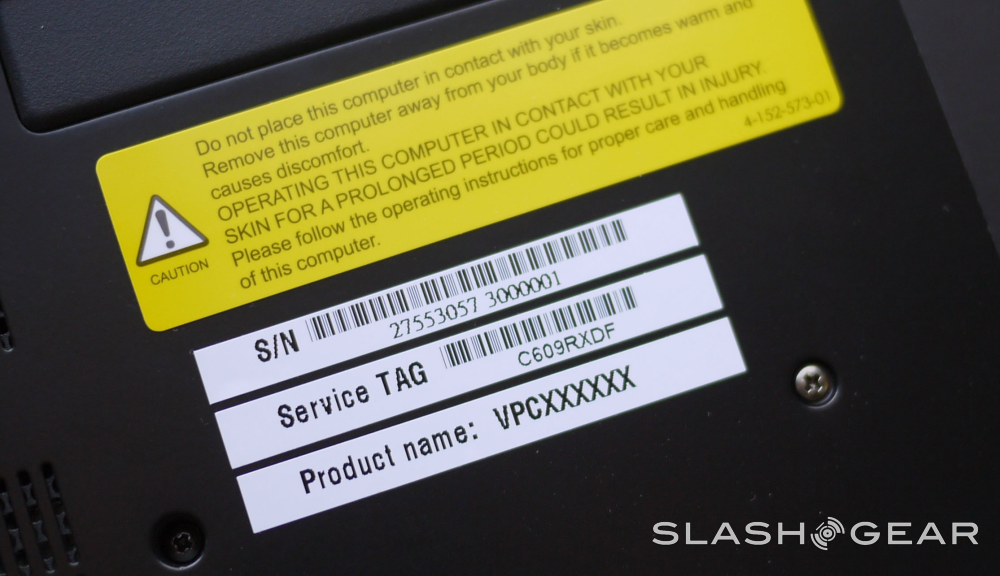 Do not place this computer in contact with your skin.
Remove this computer away from your body if it becomes warm and
causes discomfort.
OPERATING THIS COMPUTER IN CONTACT WITH YOUR
SKIN FOR A PROLONGED PERIOD COULD RESULT IN INJURY.
Please follow the operating instructions for proper care and handling
of this computer.
4-152-573-01
CAUTION
S/N
27553057 3000001
Service TAG
C609RXDF
Product name: VPCXXXXXX
SLASH GEAR